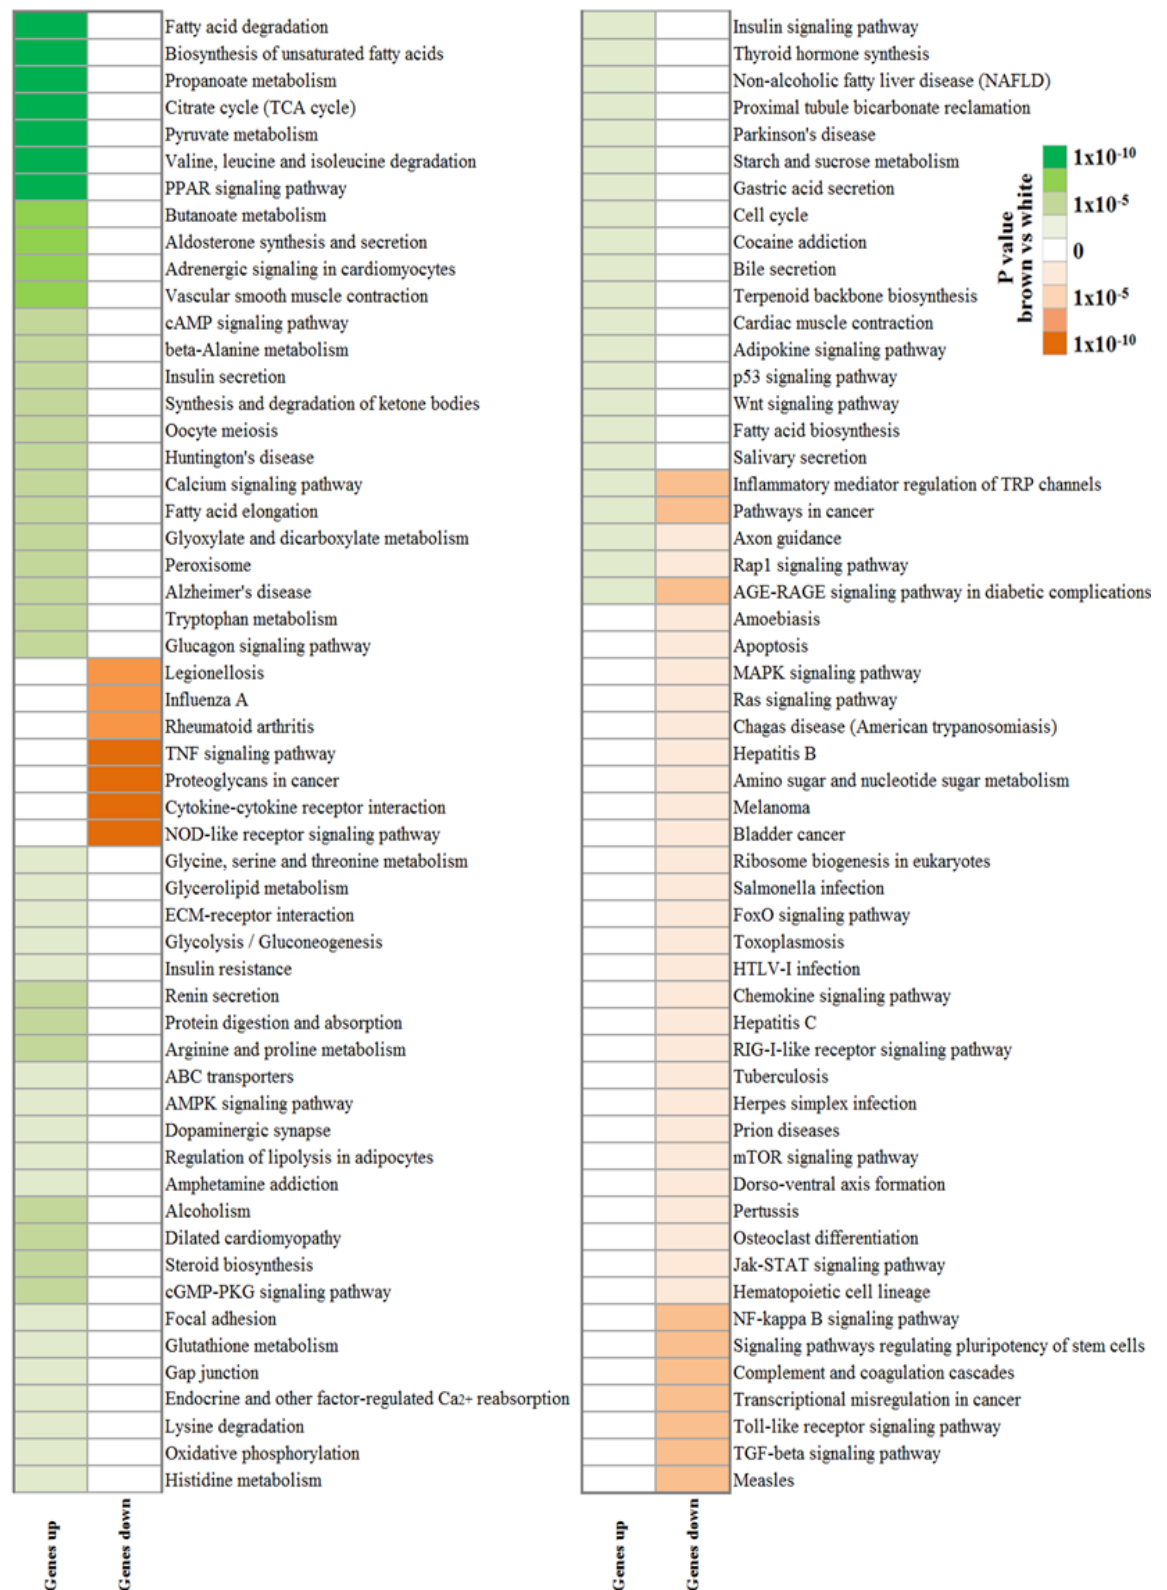 Fatty acid degradation
Biosynthesis of unsaturated fatty acids
Propanoate metabolism
Citrate cycle (TCA cycle)
Pyruvate metabolism
Valine, leucine and isoleucine degradation
PPAR signaling pathway
Butanoate metabolism
Aldosterone synthesis and secretion
Adrenergic signaling in cardiomyocytes
Vascular smooth muscle contraction
cAMP signaling pathway
beta-Alanine metabolism
Insulin secretion
Synthesis and degradation of ketone bodies
Oocyte meiosis
Huntington's disease
Calcium signaling pathway
Fatty acid elongation
Glyoxylate and dicarboxylate metabolism
Peroxisome
Alzheimer's disease
Tryptophan metabolism
Glucagon signaling pathway
Legionellosis
Influenza A
Rheumatoid arthritis
TNF signaling pathway
Proteoglycans in cancer
Cytokine-cytokine receptor interaction
NOD-like receptor signaling pathway
Glycine, serine and threonine metabolism
Glycerolipid metabolism
ECM-receptor interaction
Glycolysis / Gluconeogenesis
Insulin resistance
Renin secretion
Protein digestion and absorption
Arginine and proline metabolism
ABC transporters
AMPK signaling pathway
Dopaminergic synapse
Regulation of lipolysis in adipocytes
Amphetamine addiction
Alcoholism
Dilated cardiomyopathy
Steroid biosynthesis
cGMP-PKG signaling pathway
Focal adhesion
Glutathione metabolism
Gap junction
Endocrine and other factor-regulated Ca2+ reabsorption
Lysine degradation
Oxidative phosphorylation
Histidine metabolism
Genes up
Genes down
Insulin signaling pathway
Thyroid hormone synthesis
Non-alcoholic fatty liver disease (NAFLD)
Proximal tubule bicarbonate reclamation
Parkinson's disease
Starch and sucrose metabolism
Gastric acid secretion
Cell cycle
Cocaine addiction
Bile secretion
Terpenoid backbone biosynthesis
Cardiac muscle contraction
Adipokine signaling pathway
p53 signaling pathway
Wnt signaling pathway
Fatty acid biosynthesis
Salivary secretion
Inflammatory mediator regulation of TRP channels
Pathways in cancer
Axon guidance
Rap1 signaling pathway
AGE-RAGE signaling pathway in diabetic complications
Amoebiasis
Apoptosis
MAPK signaling pathway
Ras signaling pathway
Chagas disease (American trypanosomiasis)
Hepatitis B
Amino sugar and nucleotide sugar metabolism
Melanoma
Bladder cancer
Ribosome biogenesis in eukaryotes
Salmonella infection
FoxO signaling pathway
Toxoplasmosis
HTLV-I infection
Chemokine signaling pathway
Hepatitis C
RIG-I-like receptor signaling pathway
Tuberculosis
Herpes simplex infection
Prion diseases
mTOR signaling pathway
Dorso-ventral axis formation
Pertussis
Osteoclast differentiation
Jak-STAT signaling pathway
Hematopoietic cell lineage
NF-kappa B signaling pathway
Signaling pathways regulating pluripotency of stem cells
Complement and coagulation cascades
Transcriptional misregulation in cancer
Toll-like receptor signaling pathway
TGF-beta signaling pathway
Measles
Genes up
Genes down
P value
brown vs white
1x10⁻¹⁰
1x10⁻⁵
0
1x10⁻⁵
1x10⁻¹⁰